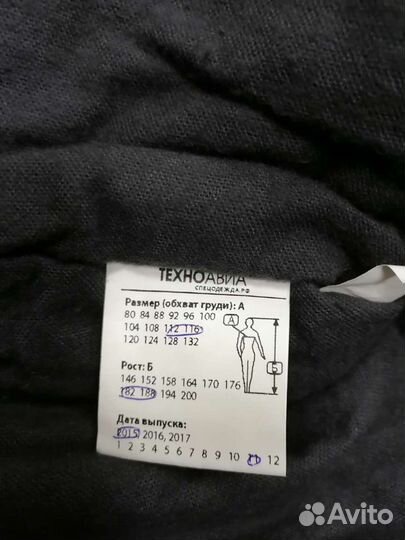 ТЕХНОАВИА
СПЕЦОДЕЖДА.РФ
Размер (обхват груди): А
80 84 88 92 96 100
104 108 112 116
120 124 128 132
А
Б
Рост: Б
146 152 158 164 170 176
182 188 194 200
Дата выпуска:
2015, 2016, 2017
1 2 3 4 5 6 7 8 9 10 11 12
Avito